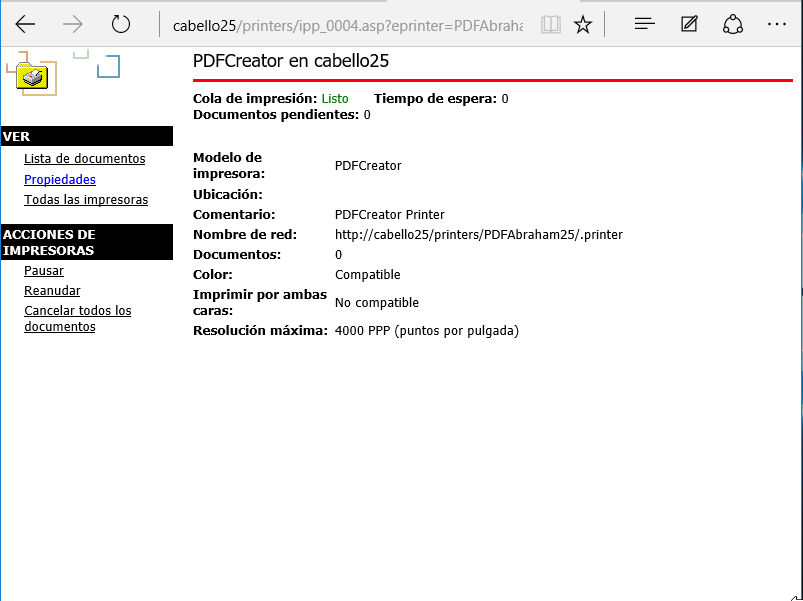 cabello25/printers/ipp_0004.asp?eprinter=PDFAbraha
PDFCreator en cabello25
Cola de impresión: Listo Tiempo de espera: 0
Documentos pendientes: 0
VER
Lista de documentos
Propiedades
Todas las impresoras
ACCIONES DE
IMPRESORAS
Pausar
Reanudar
Cancelar todos los
documentos
Modelo de
impresora: PDFCreator
Ubicación:
Comentario: PDFCreator Printer
Nombre de red: http://cabello25/printers/PDFAbraham25/.printer
Documentos: 0
Color: Compatible
Imprimir por ambas
caras: No compatible
Resolución máxima: 4000 PPP (puntos por pulgada)